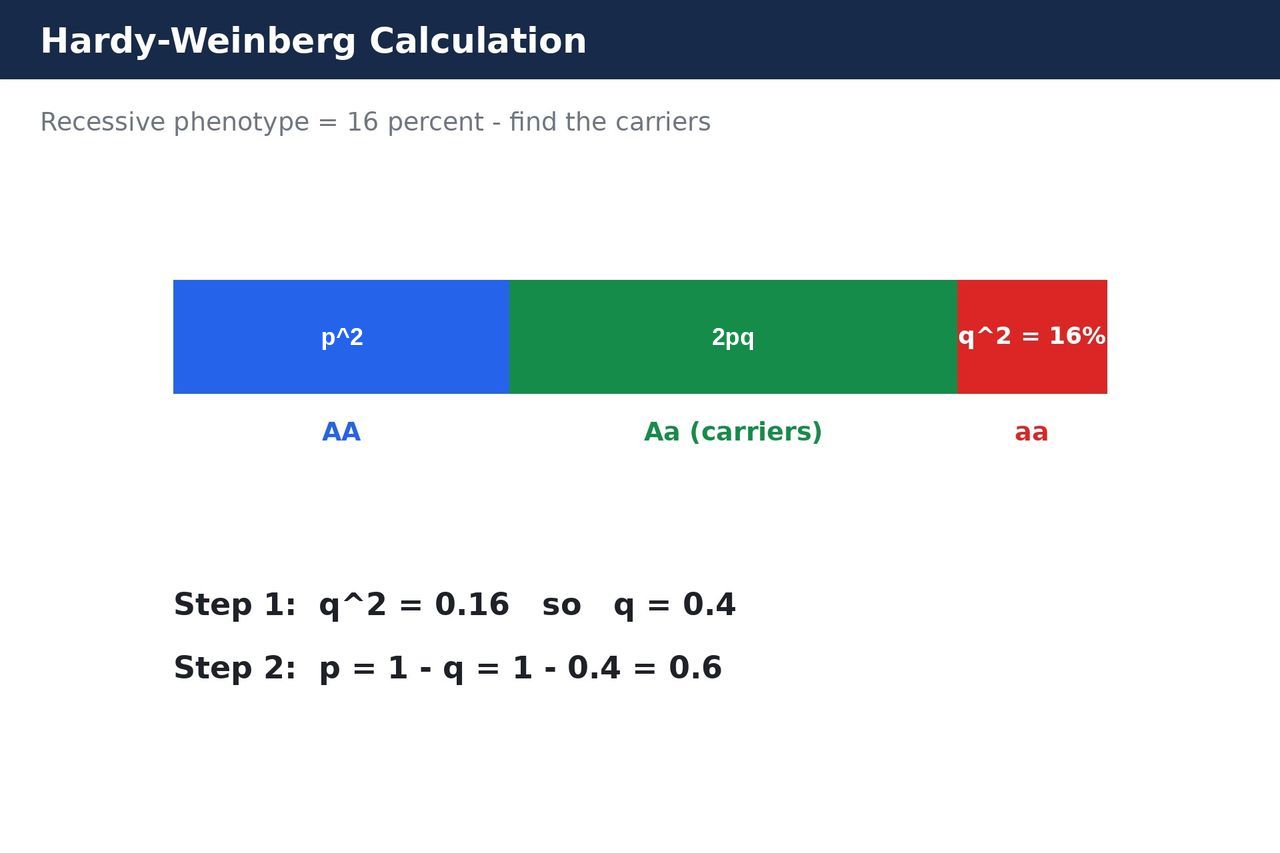 Hardy-Weinberg Calculation
Recessive phenotype = 16 percent - find the carriers
p^2 2pq q^2 = 16%
AA Aa (carriers) aa
Step 1: q^2 = 0.16 so q = 0.4
Step 2: p = 1 - q = 1 - 0.4 = 0.6